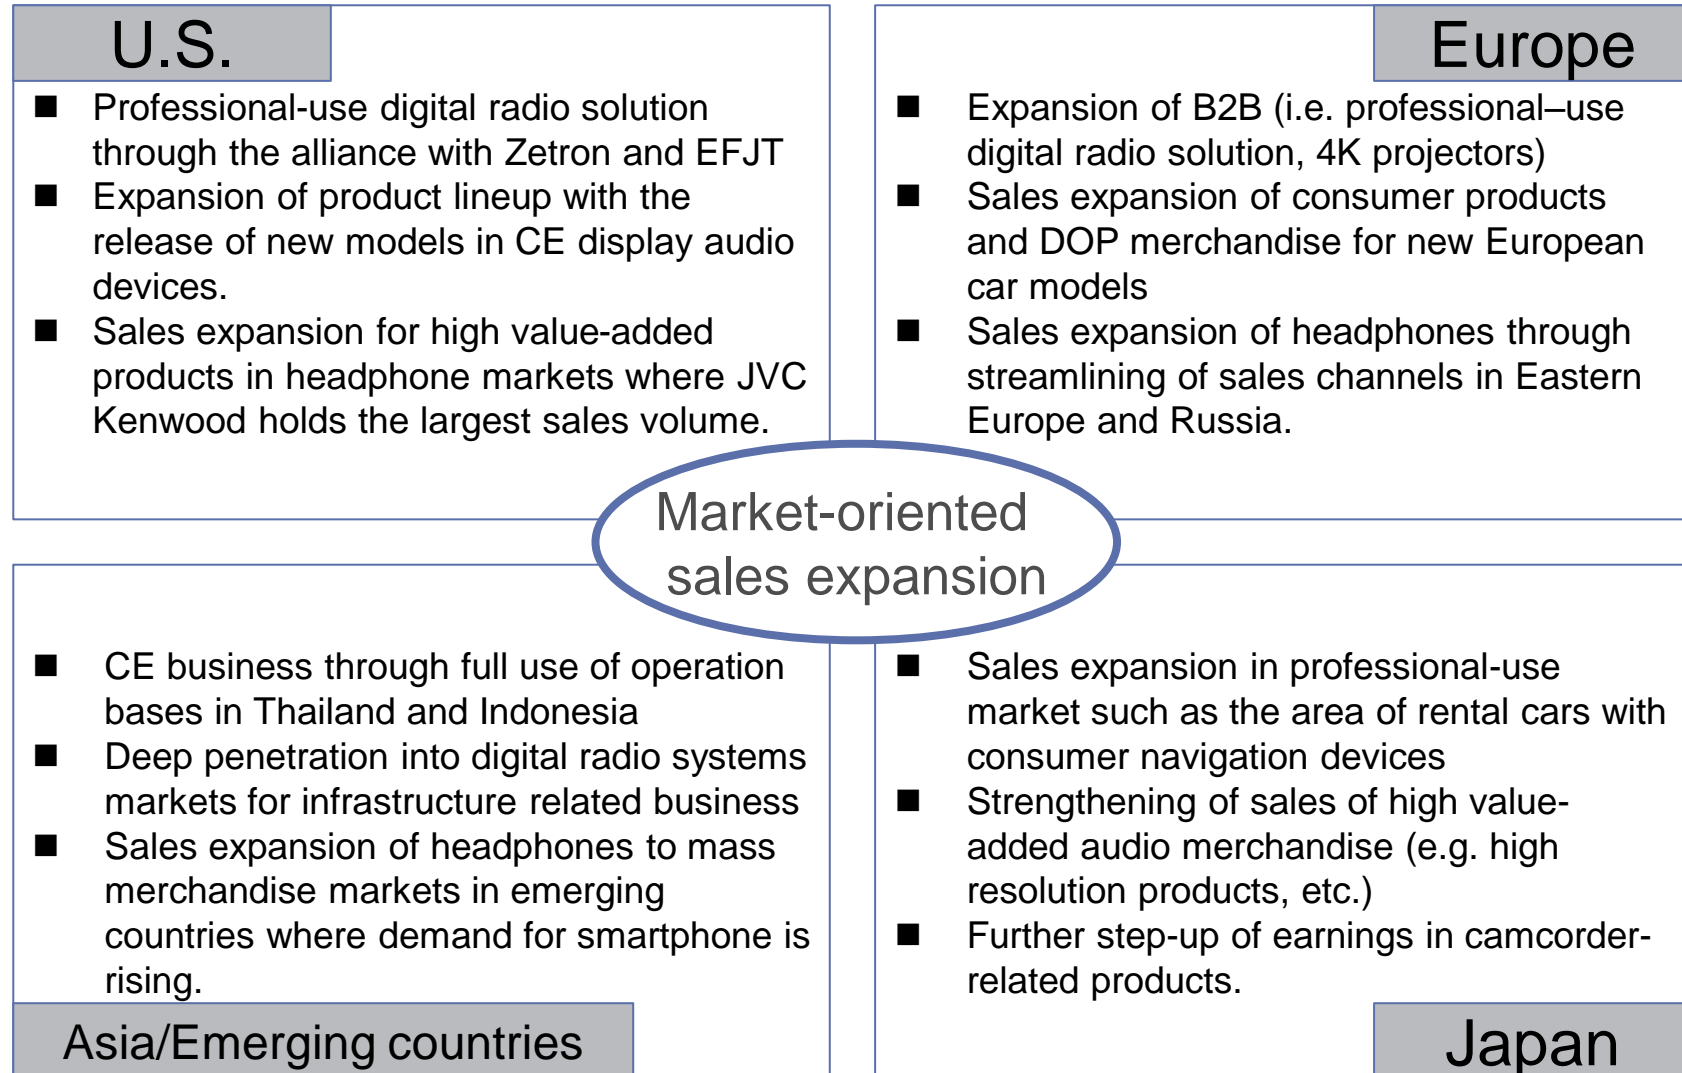 U.S.
■ Professional-use digital radio solution
through the alliance with Zetron and EFJT
■ Expansion of product lineup with the
release of new models in CE display audio
devices.
■ Sales expansion for high value-added
products in headphone markets where JVC
Kenwood holds the largest sales volume.
Europe
■ Expansion of B2B (i.e. professional–use
digital radio solution, 4K projectors)
■ Sales expansion of consumer products
and DOP merchandise for new European
car models
■ Sales expansion of headphones through
streamlining of sales channels in Eastern
Europe and Russia.
Market-oriented
sales expansion
■ CE business through full use of operation
bases in Thailand and Indonesia
■ Deep penetration into digital radio systems
markets for infrastructure related business
■ Sales expansion of headphones to mass
merchandise markets in emerging
countries where demand for smartphone is
rising.
Asia/Emerging countries
■ Sales expansion in professional-use
market such as the area of rental cars with
consumer navigation devices
■ Strengthening of sales of high value-
added audio merchandise (e.g. high
resolution products, etc.)
■ Further step-up of earnings in camcorder-
related products.
Japan